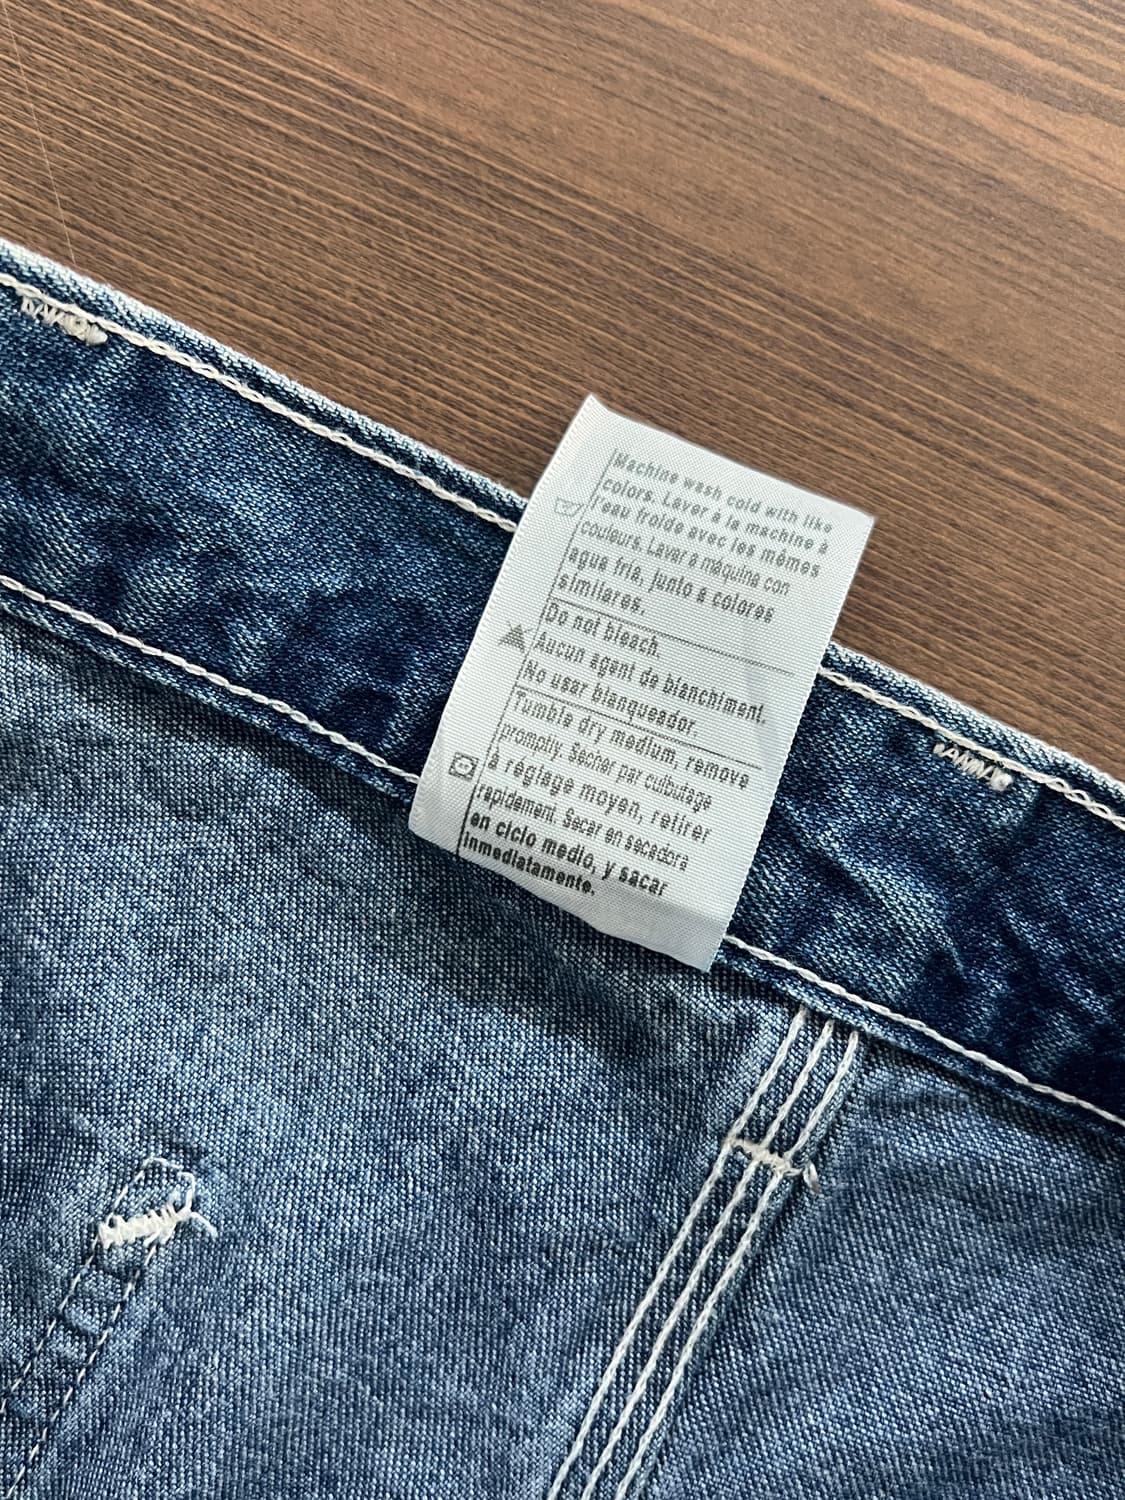 Machine wash cold with like
colors. Laver à la machine à
l'eau froide avec les mêmes
couleurs. Lavar a máquina con
agua fría, junto a colores
similares.
Do not bleach.
Aucun agent de blanchiment.
No usar blanqueador.
Tumble dry medium, remove
promptly. Sécher par culbutage
à réglage moyen, retirer
rapidement. Secar en secadora
en ciclo medio, y sacar
inmediatamente.